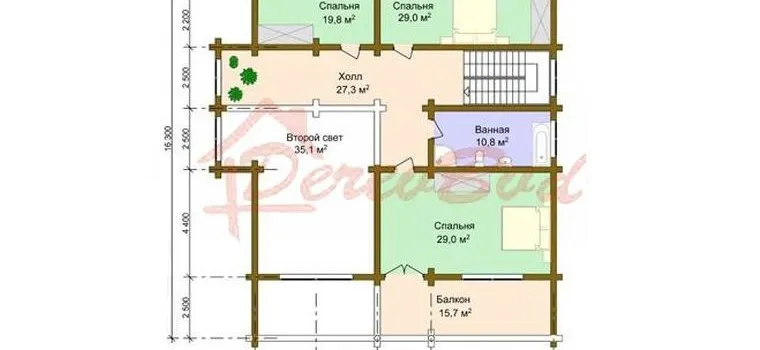 Спальня
19,8 м²
Спальня
29,0 м²
2.200
Холл
27,3 м²
2.500
Второй свет
35,1 м²
Ванная
10,8 м²
2.500
16 300
DerevBud
Спальня
29,0 м²
4.400
Балкон
15,7 м²
2.500